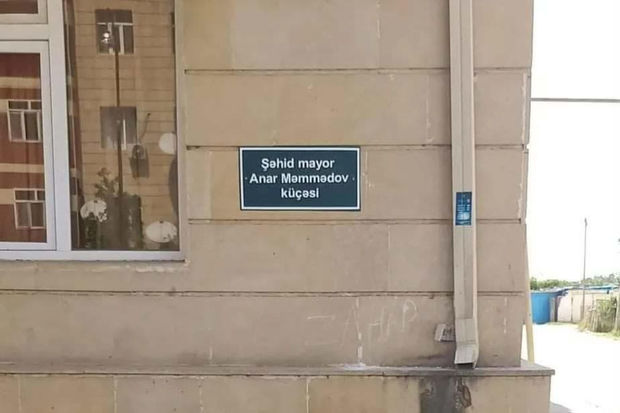 Şəhid mayor
Anar Məmmədov
küçəsi